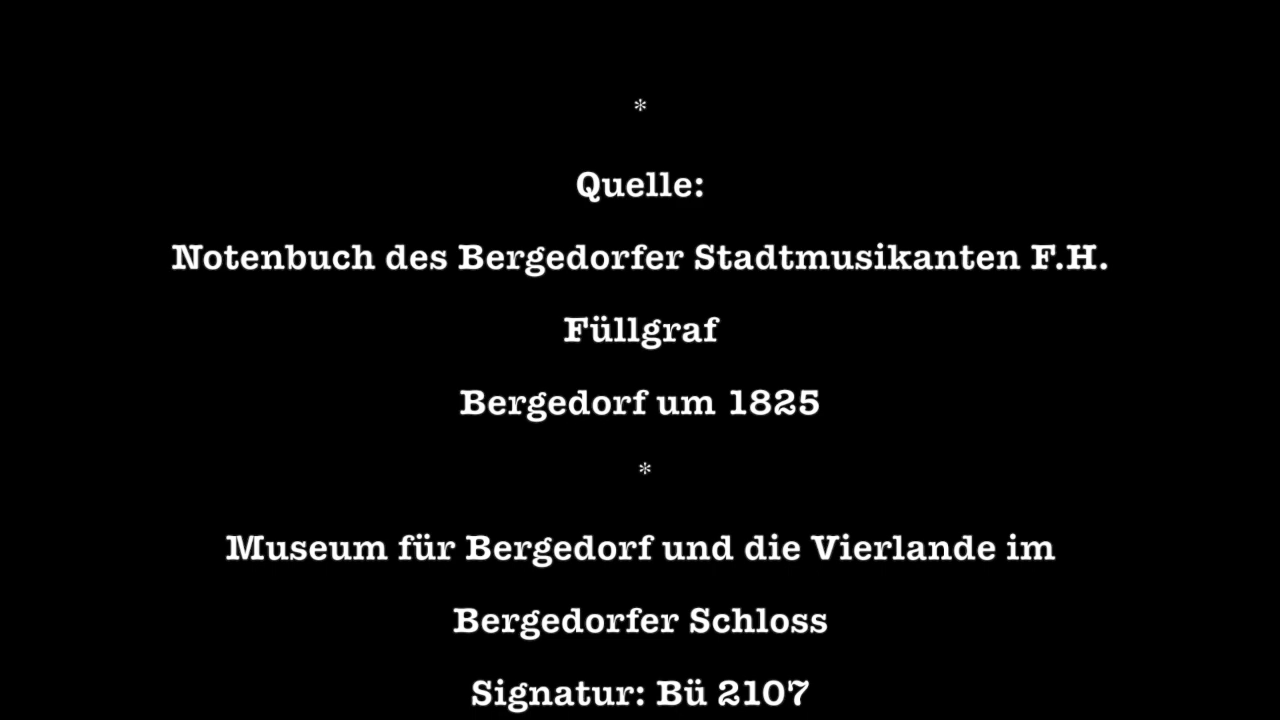 *
Quelle:
Notenbuch des Bergedorfer Stadtmusikanten F.H.
Füllgraf
Bergedorf um 1825
*
Museum für Bergedorf und die Vierlande im
Bergedorfer Schloss
Signatur: Bü 2107